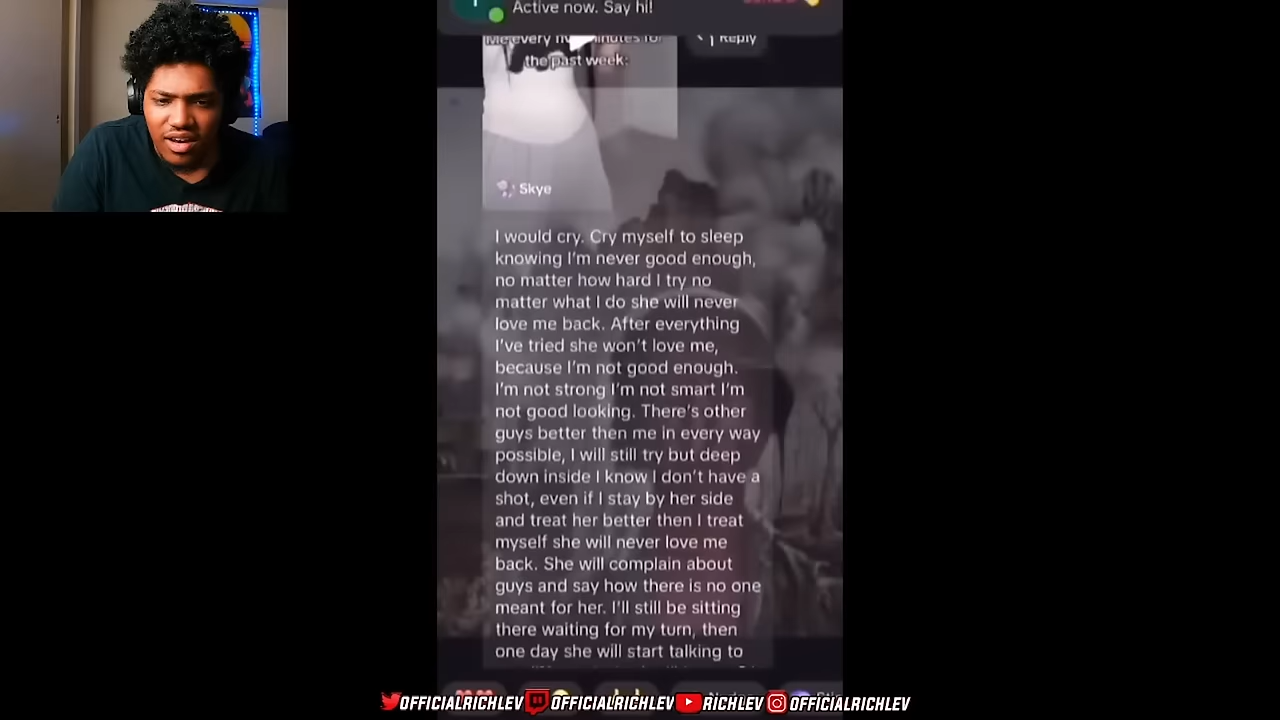 Active now. Say hi!
Me every
minutes for
the past week:
Reply
Skye
I would cry. Cry myself to sleep
knowing I'm never good enough,
no matter how hard I try no
matter what I do she will never
love me back. After everything
I've tried she won't love me,
because I'm not good enough.
I'm not strong I'm not smart I'm
not good looking. There's other
guys better then me in every way
possible, I will still try but deep
down inside I know I don't have a
shot, even if I stay by her side
and treat her better then I treat
myself she will never love me
back. She will complain about
guys and say how there is no one
meant for her. I'll still be sitting
there waiting for my turn, then
one day she will start talking to
OFFICIALRICHLEV OFFICIALRICHLEV RICHLEV OFFICIALRICHLEV